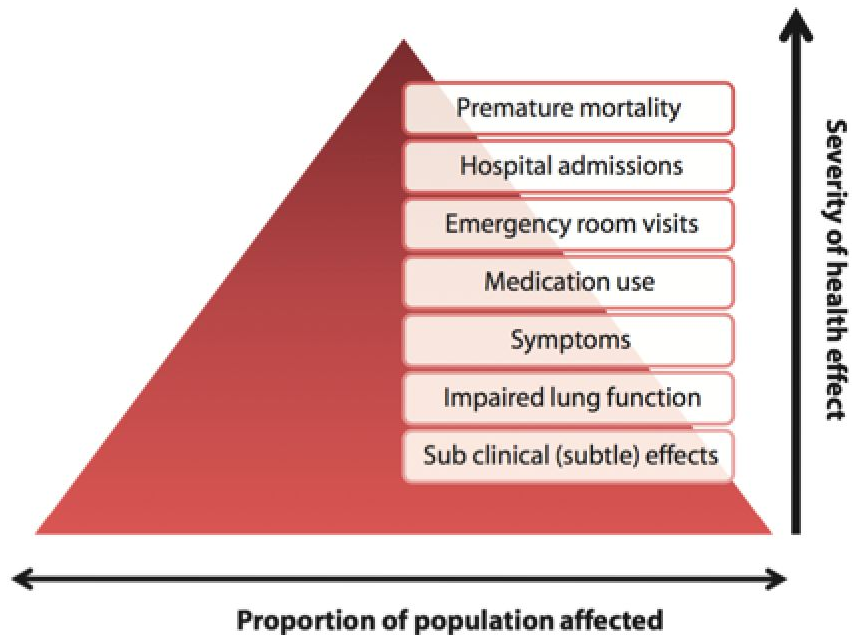 Premature mortality
Hospital admissions
Emergency room visits
Medication use
Symptoms
Impaired lung function
Sub clinical (subtle) effects
Severity of health effect
Proportion of population affected